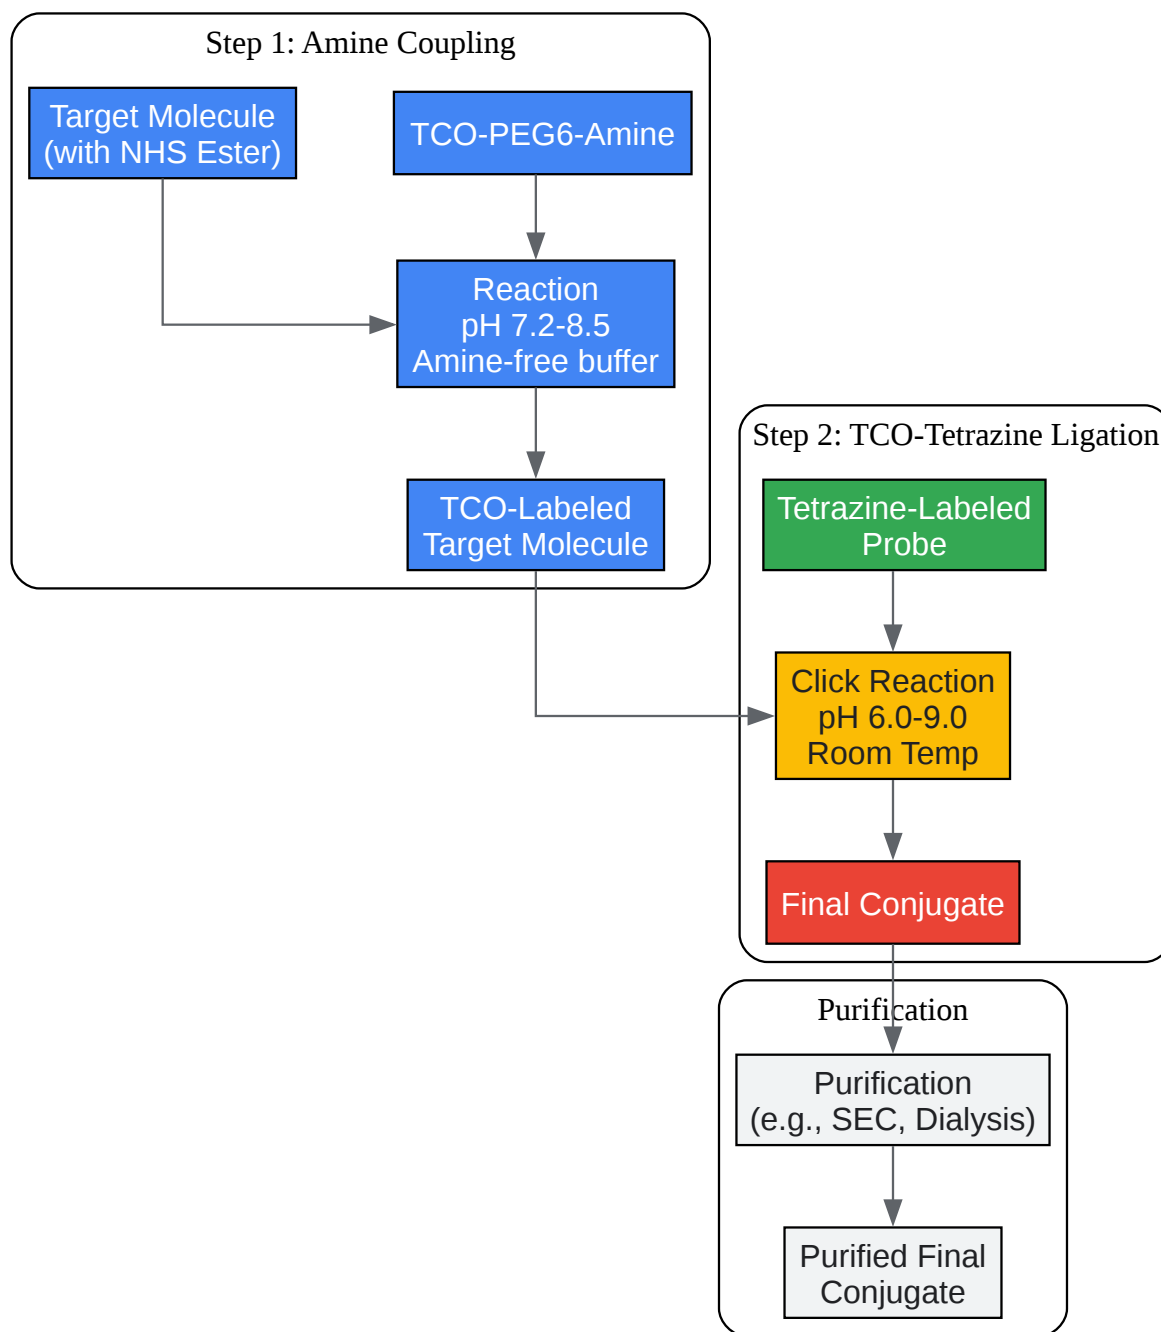 Step 1: Amine Coupling
Target Molecule
(with NHS Ester)
TCO-PEG6-Amine
Reaction
pH 7.2-8.5
Amine-free buffer
TCO-Labeled
Target Molecule
Step 2: TCO-Tetrazine Ligation
Tetrazine-Labeled
Probe
Click Reaction
pH 6.0-9.0
Room Temp
Final Conjugate
Purification
Purification
(e.g., SEC, Dialysis)
Purified Final
Conjugate